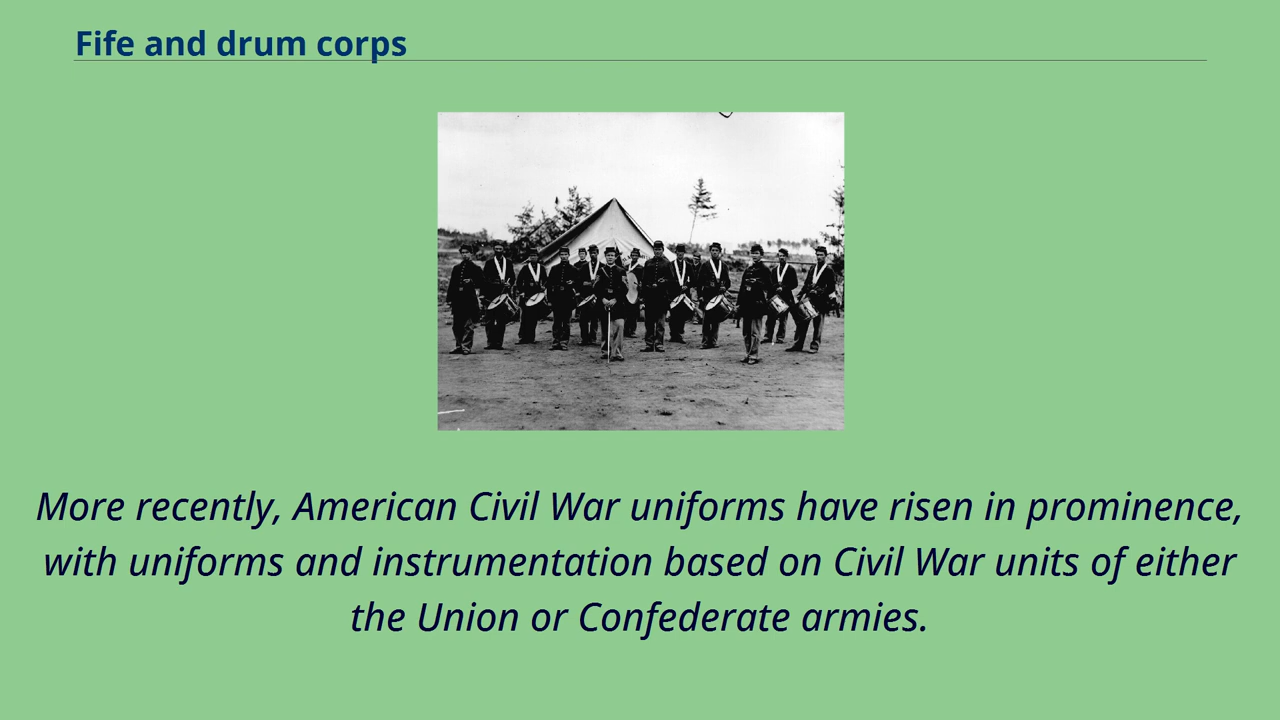 Fife and drum corps
More recently, American Civil War uniforms have risen in prominence,
with uniforms and instrumentation based on Civil War units of either
the Union or Confederate armies.